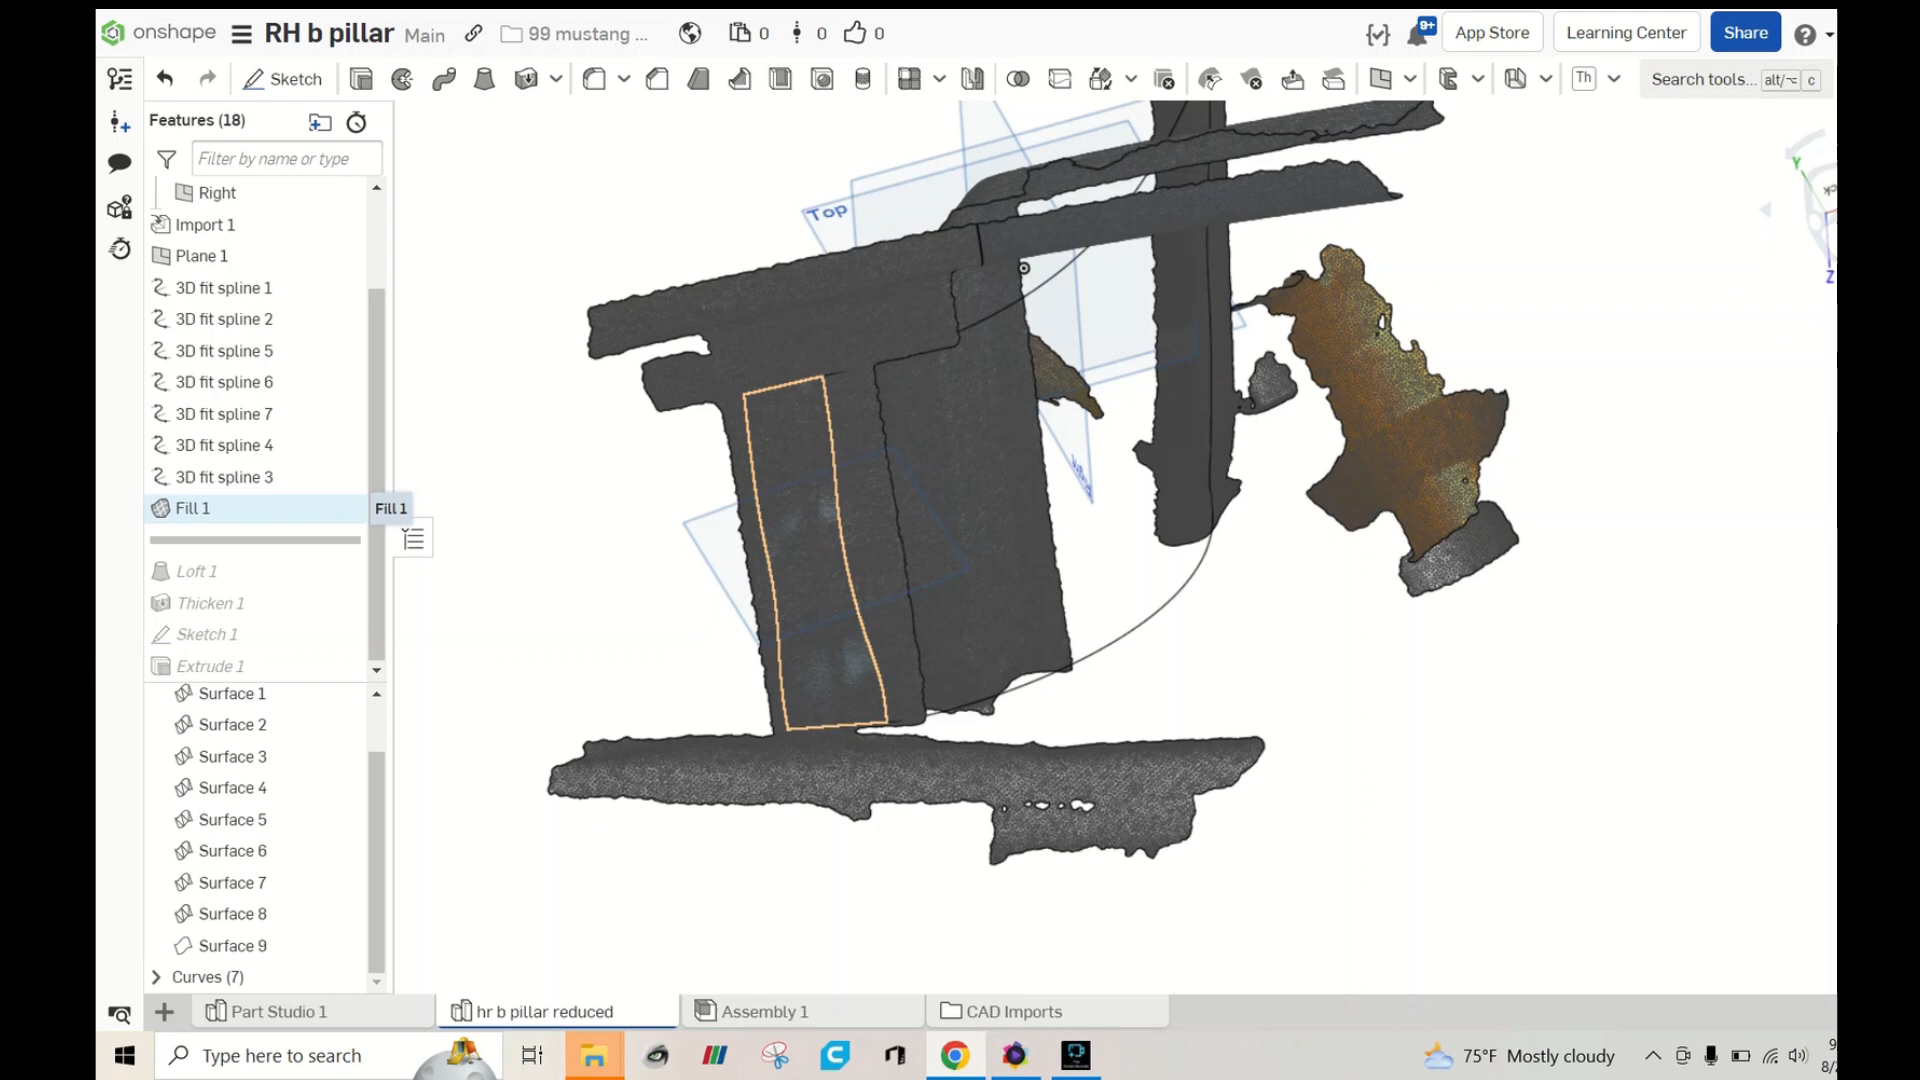 onshape
RH b pillar Main
99 mustang ...
0
0
0
9+
App Store
Learning Center
Share
Sketch
Th
Search tools... alt/⌥ c
Features (18)
Filter by name or type
Right
Import 1
Plane 1
3D fit spline 1
3D fit spline 2
3D fit spline 5
3D fit spline 6
3D fit spline 7
3D fit spline 4
3D fit spline 3
Fill 1
Fill 1
Loft 1
Thicken 1
Sketch 1
Extrude 1
Surface 1
Surface 2
Surface 3
Surface 4
Surface 5
Surface 6
Surface 7
Surface 8
Surface 9
Curves (7)
Top
Y
Z
Part Studio 1
hr b pillar reduced
Assembly 1
CAD Imports
Type here to search
75°F Mostly cloudy